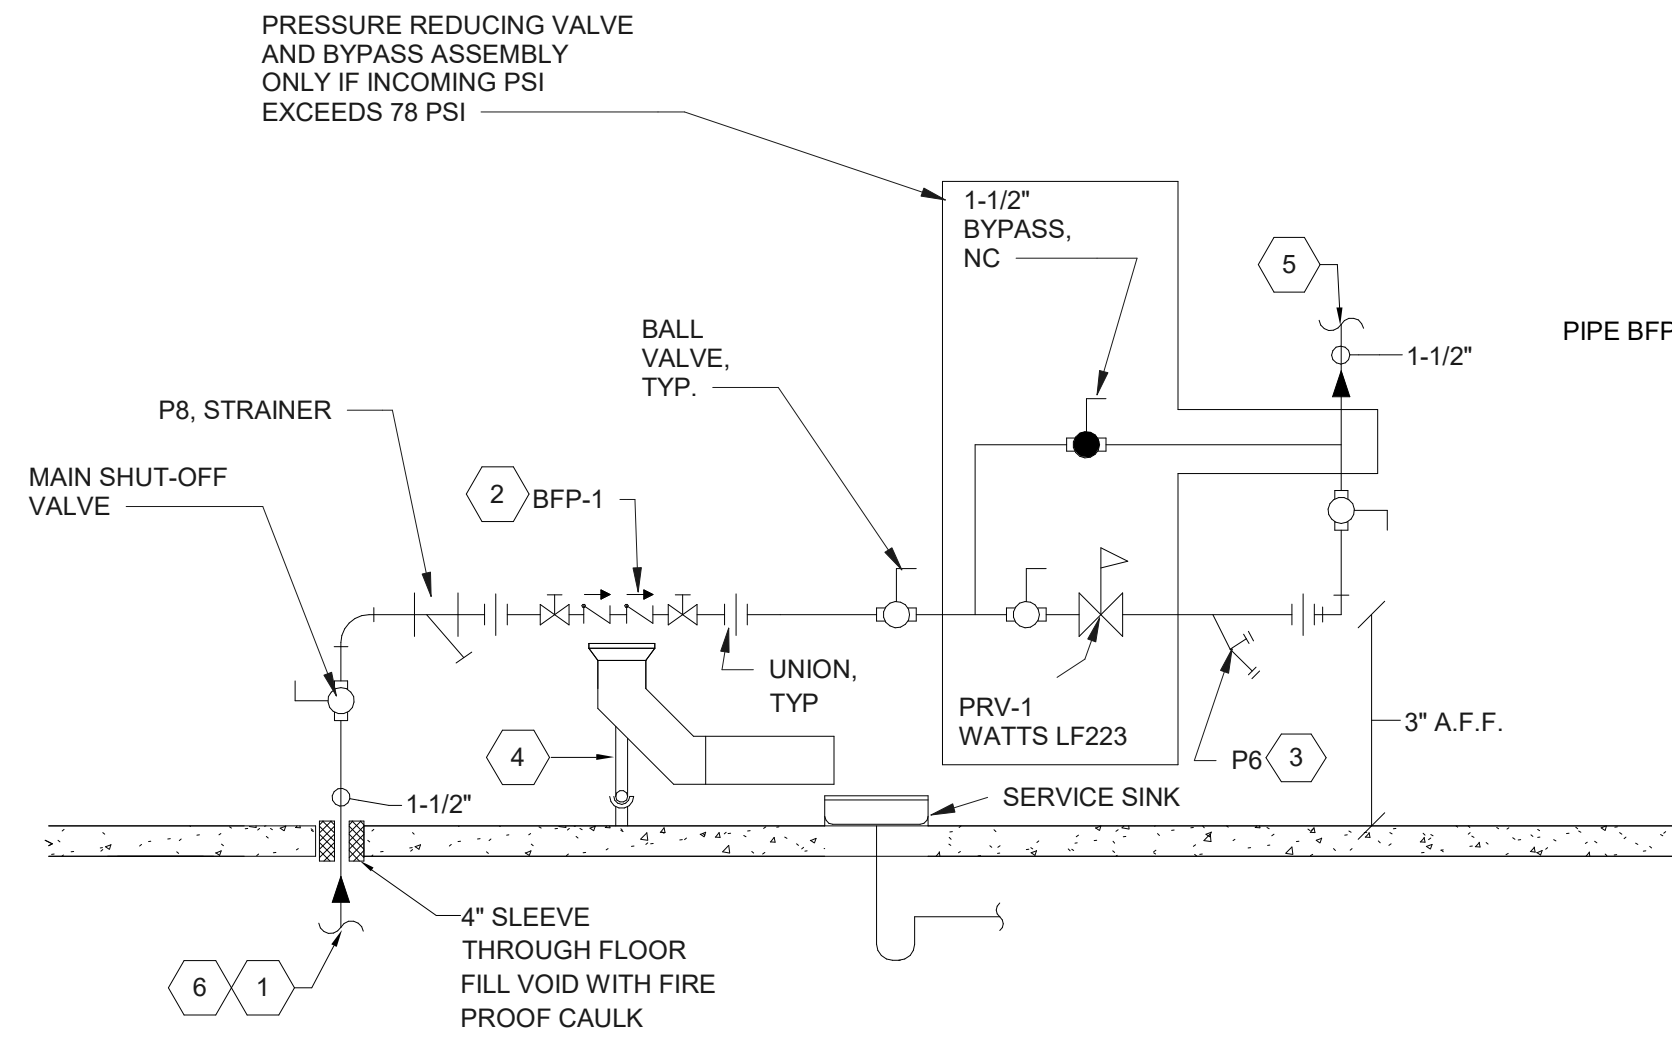 PRESSURE REDUCING VALVE
AND BYPASS ASSEMBLY
ONLY IF INCOMING PSI
EXCEEDS 78 PSI
1-1/2"
BYPASS,
NC
5
BALL
VALVE,
TYP.
PIPE BFP
1-1/2"
P8, STRAINER
MAIN SHUT-OFF
VALVE
2
BFP-1
UNION,
TYP
PRV-1
WATTS LF223
3" A.F.F.
4
P6
3
1-1/2"
SERVICE SINK
4" SLEEVE
THROUGH FLOOR
FILL VOID WITH FIRE
PROOF CAULK
6
1